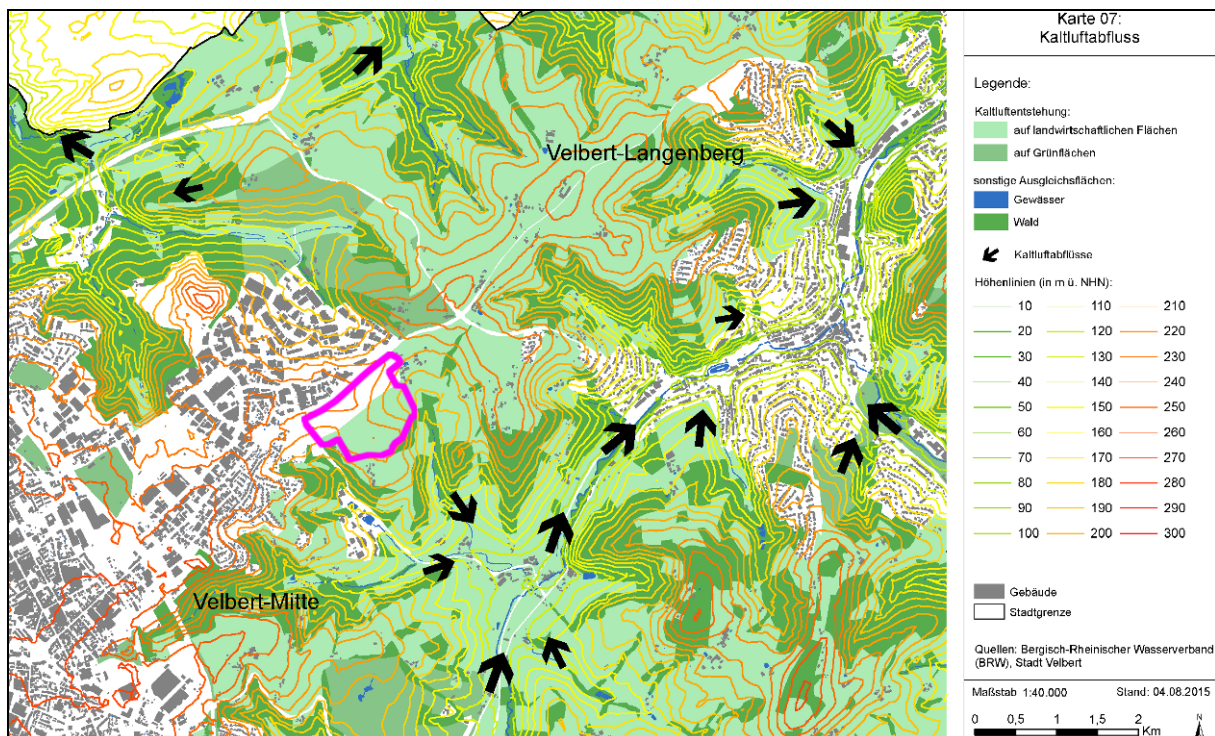 Karte 07:
Kaltluftabfluss
Legende:
Kaltluftentstehung:
auf landwirtschaftlichen Flächen
auf Grünflächen
sonstige Ausgleichsflächen:
Gewässer
Wald
Kaltluftabflüsse
Höhenlinien (in m ü. NHN):
10 110 210
20 120 220
30 130 230
40 140 240
50 150 250
60 160 260
70 170 270
80 180 280
90 190 290
100 200 300
Gebäude
Stadtgrenze
Quellen: Bergisch-Rheinischer Wasserverband
(BRW), Stadt Velbert
Maßstab 1:40.000 Stand: 04.08.2015
0 0,5 1 1,5 2
Km
N
Velbert-Langenberg
Velbert-Mitte